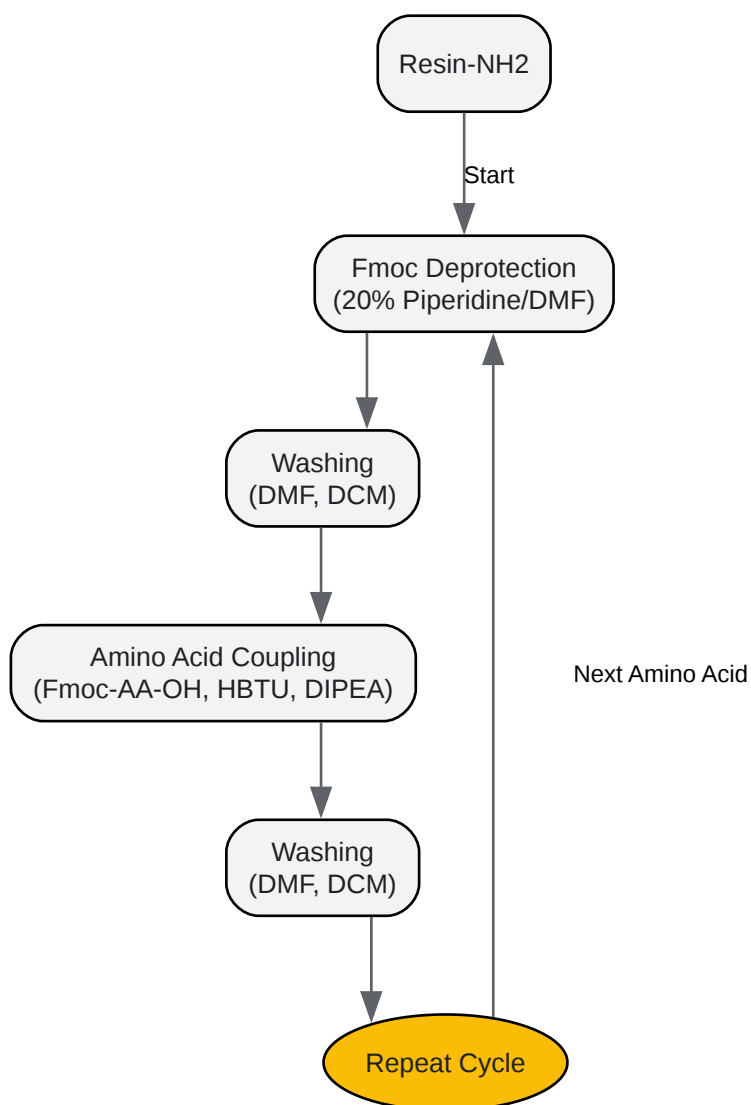 Resin-NH2
Start
Fmoc Deprotection
(20% Piperidine/DMF)
Washing
(DMF, DCM)
Amino Acid Coupling
(Fmoc-AA-OH, HBTU, DIPEA)
Next Amino Acid
Washing
(DMF, DCM)
Repeat Cycle